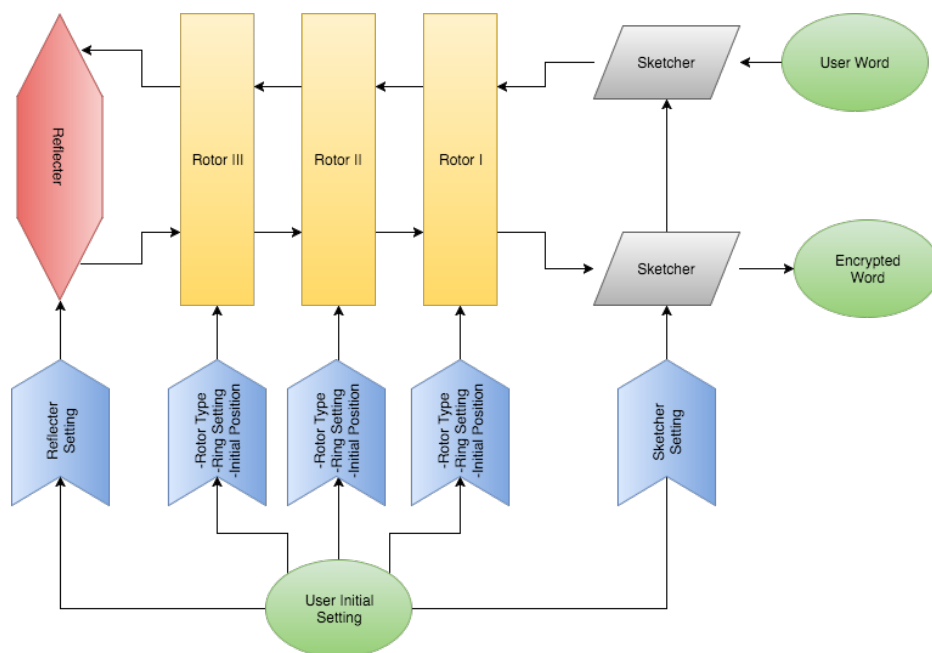 Sketcher
User Word
Reflecter
Rotor III
Rotor II
Rotor I
Sketcher
Encrypted
Word
Reflecter
Setting
-Rotor Type
-Ring Setting
-Initial Position
-Rotor Type
-Ring Setting
-Initial Position
-Rotor Type
-Ring Setting
-Initial Position
Sketcher
Setting
User Initial
Setting